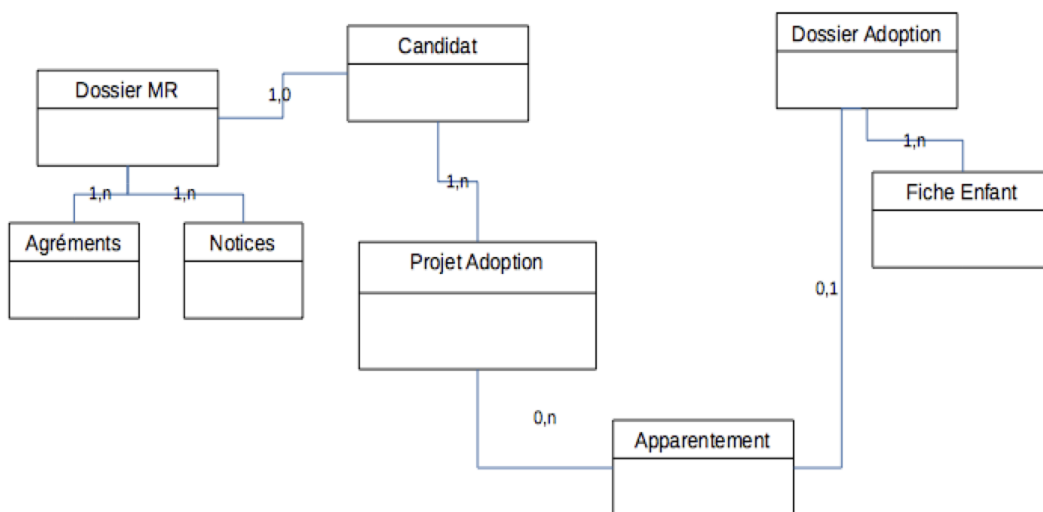 Candidat
Dossier Adoption
Dossier MR
1,0
1,n
1,n
1,n
1,n
Fiche Enfant
Agréments
Notices
Projet Adoption
0,1
0,n
Apparentement